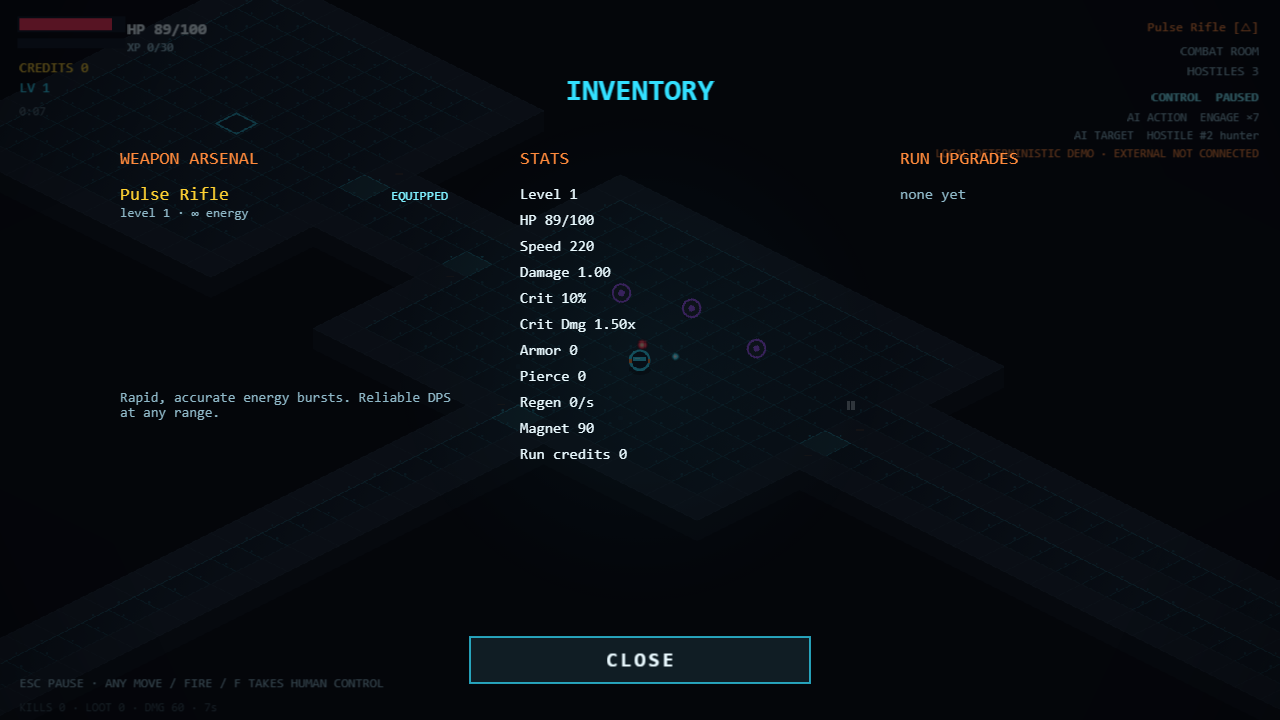 HP 89/100
XP 0/30
CREDITS 0
LV 1
0:07
Pulse Rifle [△]
COMBAT ROOM
HOSTILES 3
CONTROL PAUSED
AI ACTION ENGAGE ×7
AI TARGET HOSTILE #2 hunter
LOCAL DETERMINISTIC DEMO · EXTERNAL NOT CONNECTED
INVENTORY
WEAPON ARSENAL
Pulse Rifle
EQUIPPED
level 1 · ∞ energy
Rapid, accurate energy bursts. Reliable DPS
at any range.
STATS
Level 1
HP 89/100
Speed 220
Damage 1.00
Crit 10%
Crit Dmg 1.50x
Armor 0
Pierce 0
Regen 0/s
Magnet 90
Run credits 0
RUN UPGRADES
none yet
CLOSE
ESC PAUSE · ANY MOVE / FIRE / F TAKES HUMAN CONTROL
KILLS 0 · LOOT 0 · DMG 60 · 7s